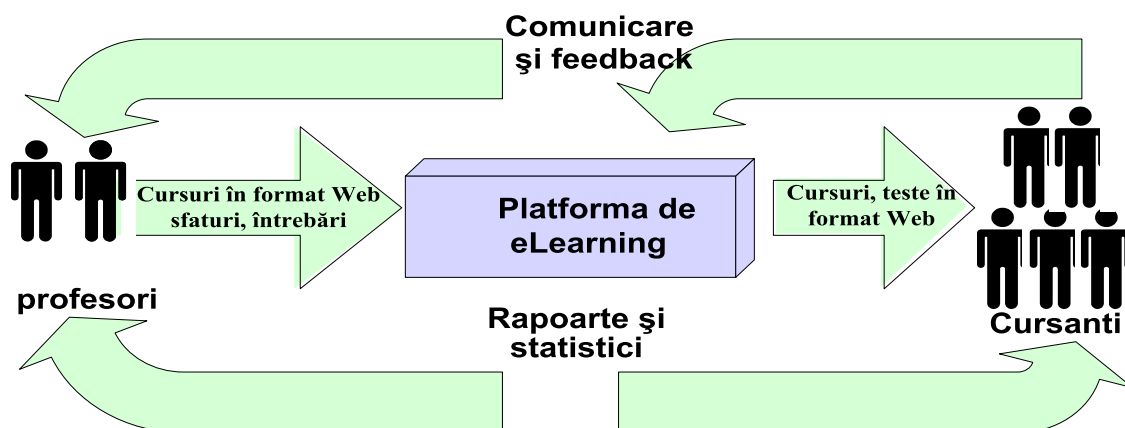 Comunicare
şi feedback
Cursuri în format Web
sfaturi, întrebări
Platforma de
eLearning
Cursuri, teste în
format Web
profesori
Rapoarte şi
statistici
Cursanti